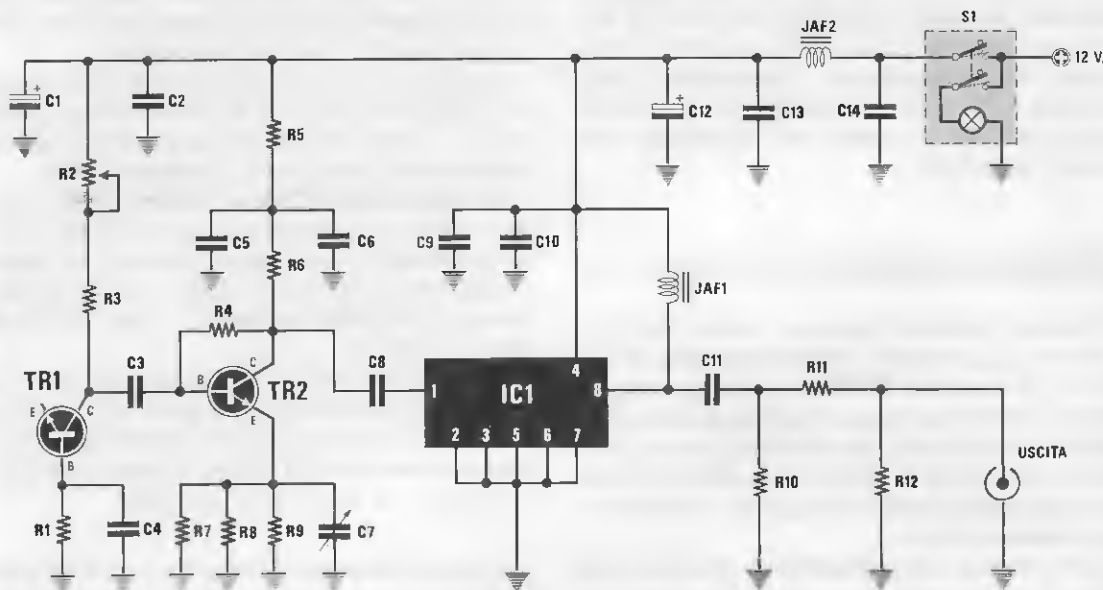 S1
JAF2
12 V.
C1
C2
C12
C13
C14
R5
R2
C5
C6
C9
C10
R6
JAF1
R3
R4
C3
C8
C11
R11
TR1
E
C
B
B
C
E
TR2
1
IC1
4
8
2 3 5 6 7
USCITA
R1
C4
R7
R8
R9
C7
R10
R12